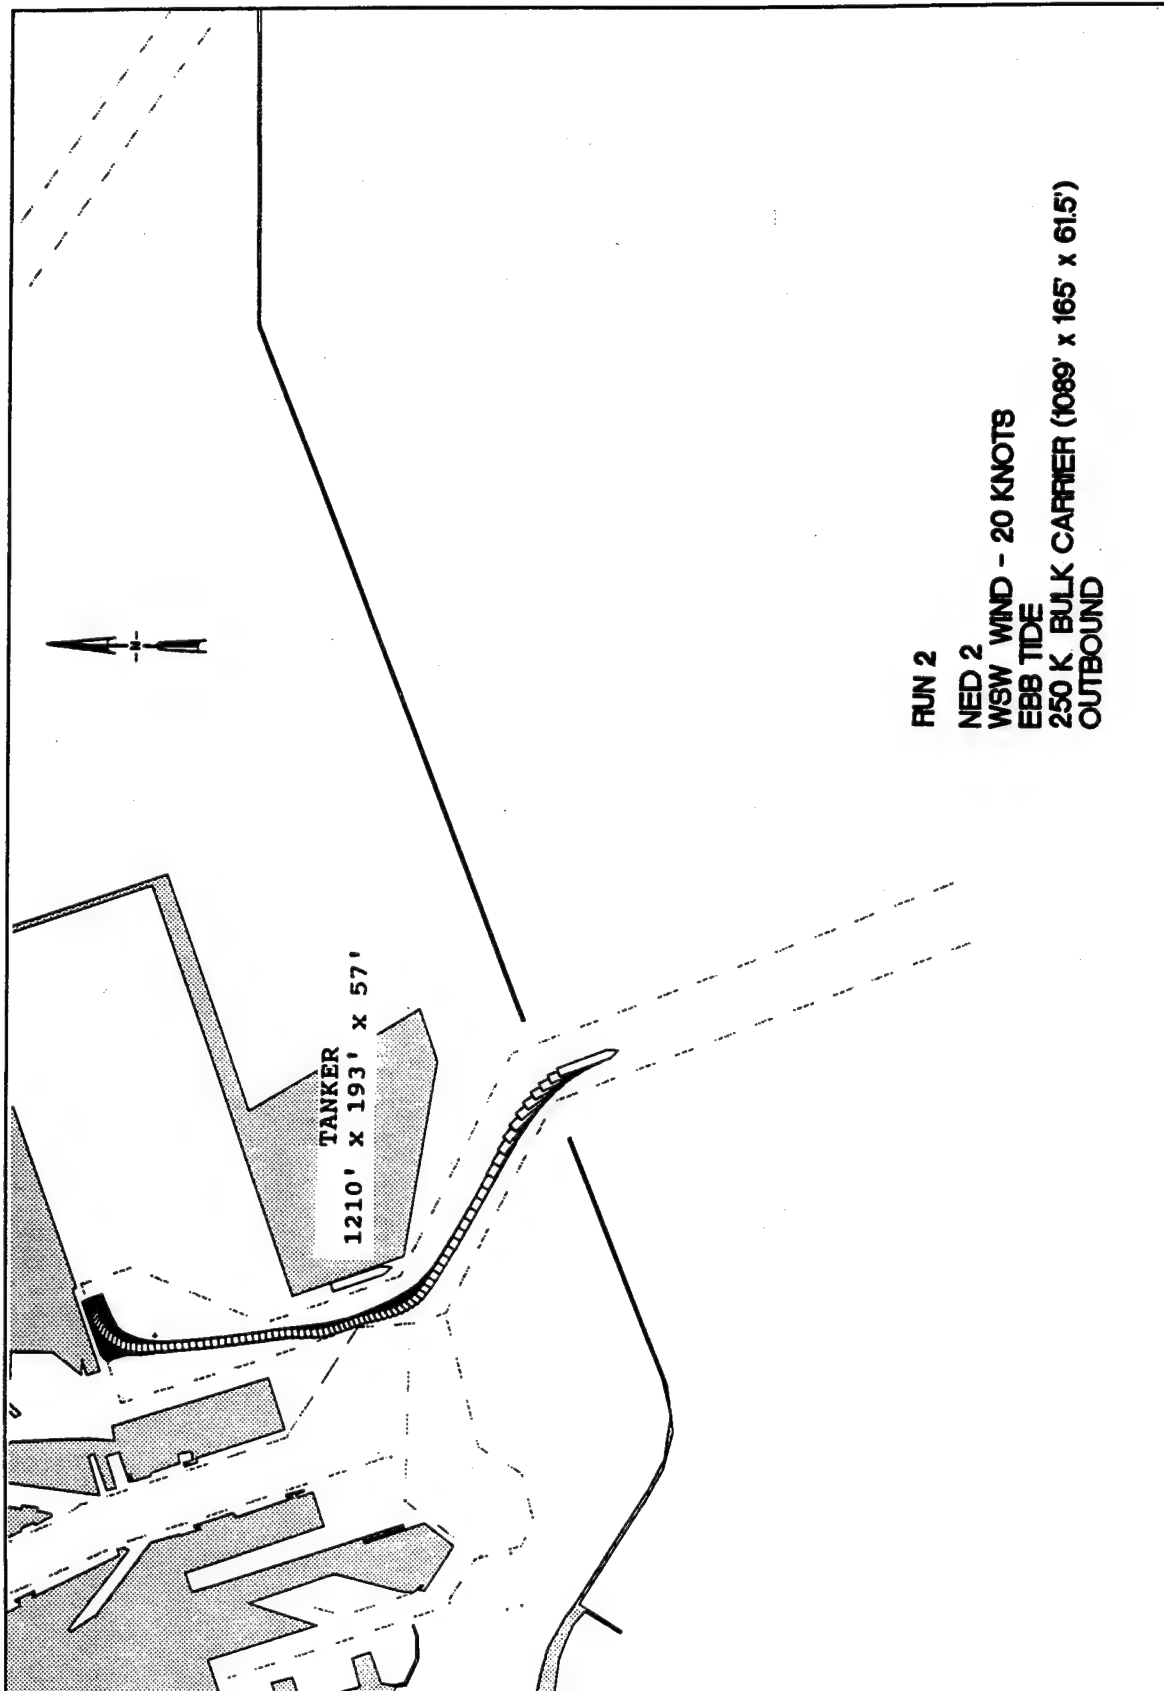 N
TANKER
1210' x 193' x 57'
RUN 2
NED 2
WSW WIND - 20 KNOTS
EBB TIDE
250 K BULK CARRIER (1089' x 165' x 61.5')
OUTBOUND